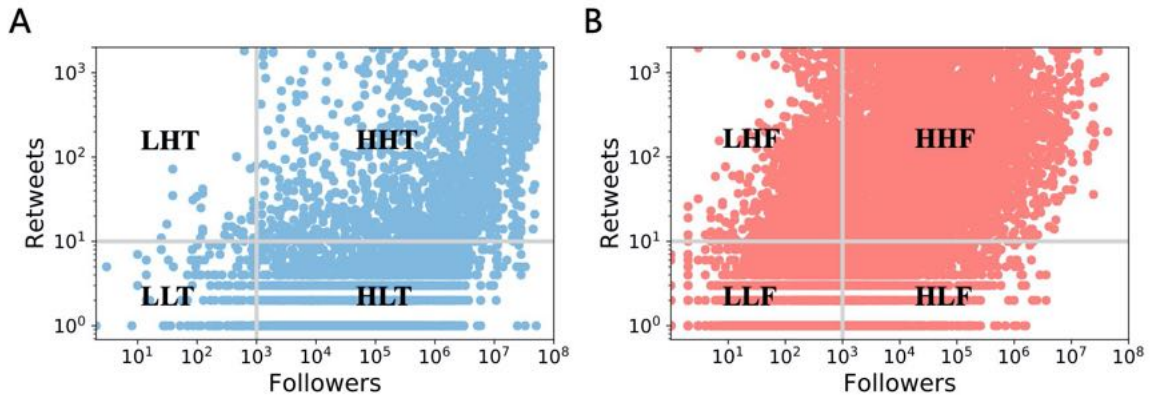 A
B
Retweets
10³
10²
10¹
10⁰
LHT
HHT
LLT
HLT
10¹ 10² 10³ 10⁴ 10⁵ 10⁶ 10⁷ 10⁸
Followers
Retweets
10³
10²
10¹
10⁰
LHF
HHF
LLF
HLF
10¹ 10² 10³ 10⁴ 10⁵ 10⁶ 10⁷ 10⁸
Followers